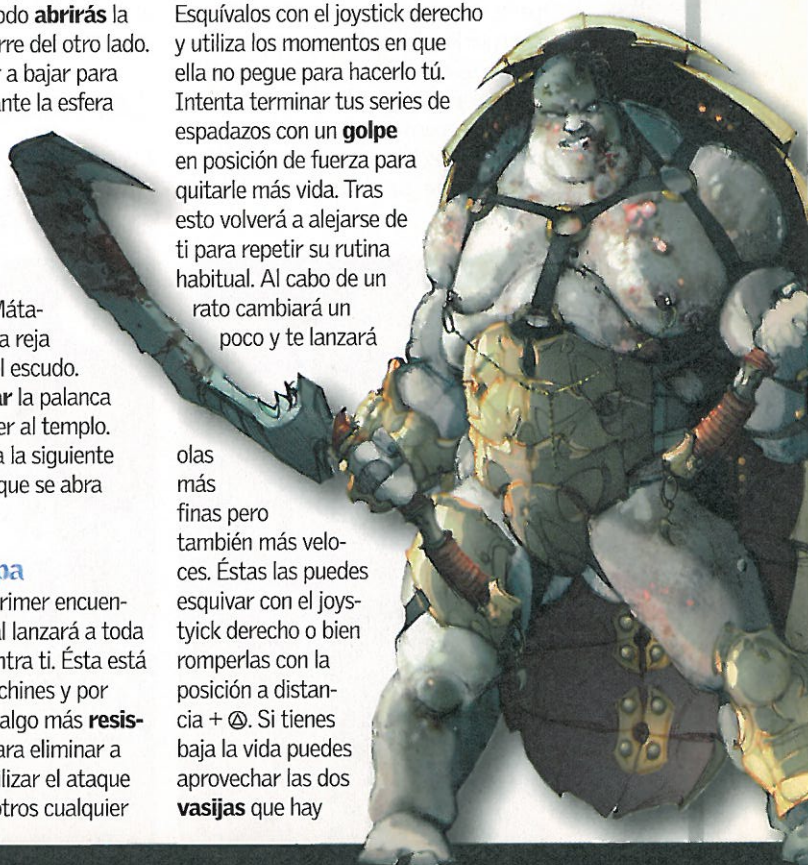 odo abrirás la
rre del otro lado.
r a bajar para
ante la esfera
Máta-
a reja
l escudo.
ar la palanca
er al templo.
a la siguiente
que se abra
pa
rimer encuen-
al lanzará a toda
ntra ti. Ésta está
chines y por
algo más resis-
ara eliminar a
lizar el ataque
otros cualquier
Esquívalos con el joystick derecho
y utiliza los momentos en que
ella no pegue para hacerlo tú.
Intenta terminar tus series de
espadazos con un golpe
en posición de fuerza para
quitarle más vida. Tras
esto volverá a alejarse de
ti para repetir su rutina
habitual. Al cabo de un
rato cambiará un
poco y te lanzará
olas
más
finas pero
también más velo-
ces. Éstas las puedes
esquivar con el joys-
tyick derecho o bien
romperlas con la
posición a distan-
cia + △. Si tienes
baja la vida puedes
aprovechar las dos
vasijas que hay